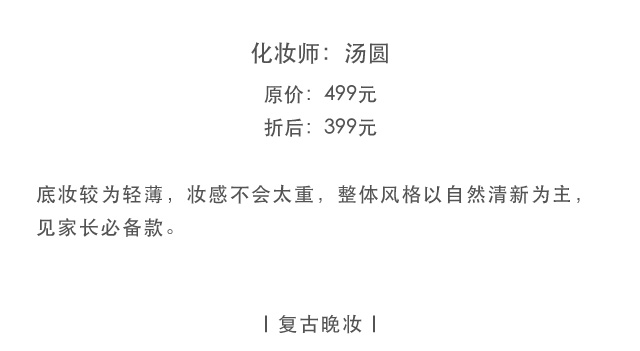 化妆师：汤圆
原价：499元
折后：399元
底妆较为轻薄，妆感不会太重，整体风格以自然清新为主，
见家长必备款。
| 复古晚妆 |